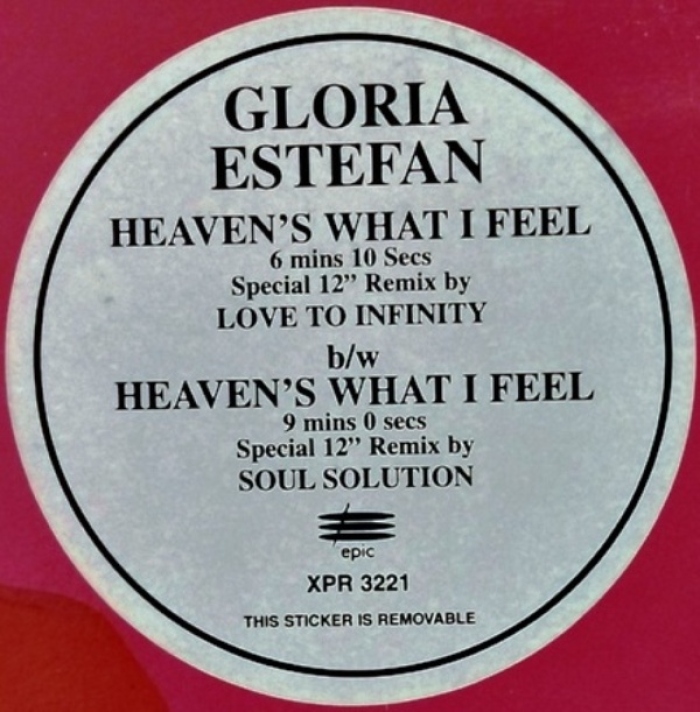 GLORIA
ESTEFAN
HEAVEN'S WHAT I FEEL
6 mins 10 Secs
Special 12” Remix by
LOVE TO INFINITY
b/w
HEAVEN'S WHAT I FEEL
9 mins 0 secs
Special 12” Remix by
SOUL SOLUTION
epic
XPR 3221
THIS STICKER IS REMOVABLE